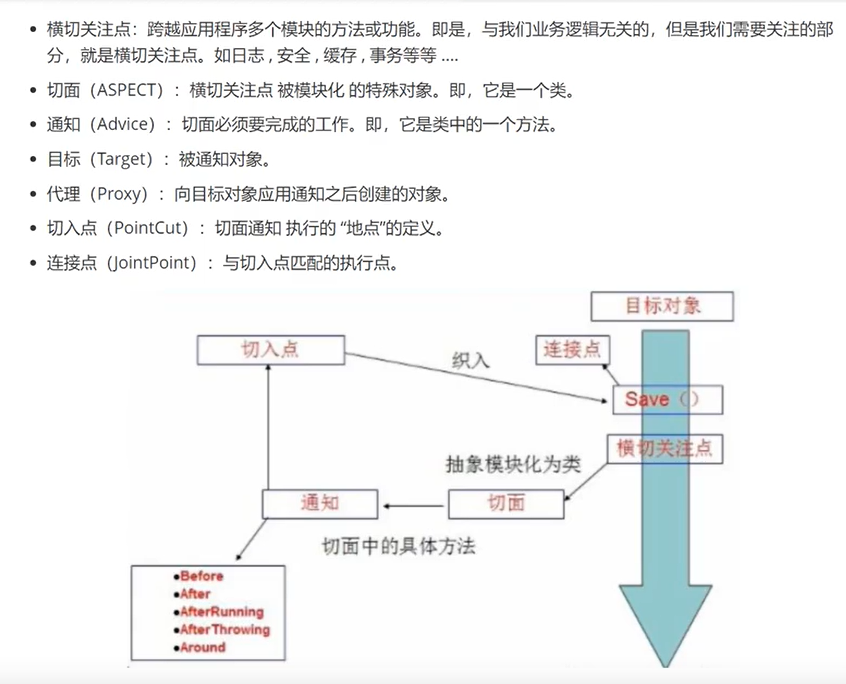 • 横切关注点：跨越应用程序多个模块的方法或功能。即是，与我们业务逻辑无关的，但是我们需要关注的部
分，就是横切关注点。如日志 , 安全 , 缓存 , 事务等等 ....
• 切面（ASPECT）：横切关注点 被模块化 的特殊对象。即，它是一个类。
• 通知（Advice）：切面必须要完成的工作。即，它是类中的一个方法。
• 目标（Target）：被通知对象。
• 代理（Proxy）：向目标对象应用通知之后创建的对象。
• 切入点（PointCut）：切面通知 执行的 “地点”的定义。
• 连接点（JointPoint）：与切入点匹配的执行点。
目标对象
切入点
织入
连接点
Save（）
横切关注点
抽象模块化为类
通知
切面
切面中的具体方法
•Before
•After
•AfterRunning
•AfterThrowing
•Around